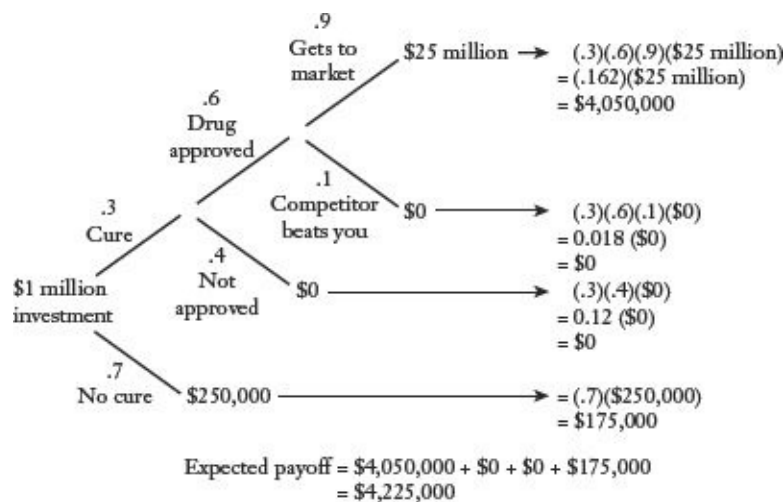 .9
Gets to
market
$25 million
(.3)(.6)(.9)($25 million)
= (.162)($25 million)
= $4,050,000
.6
Drug
approved
.1
Competitor
beats you
$0
(.3)(.6)(.1)($0)
= 0.018 ($0)
= $0
.3
Cure
.4
Not
approved
$0
(.3)(.4)($0)
= 0.12 ($0)
= $0
$1 million
investment
.7
No cure
$250,000
= (.7)($250,000)
= $175,000
Expected payoff = $4,050,000 + $0 + $0 + $175,000
= $4,225,000